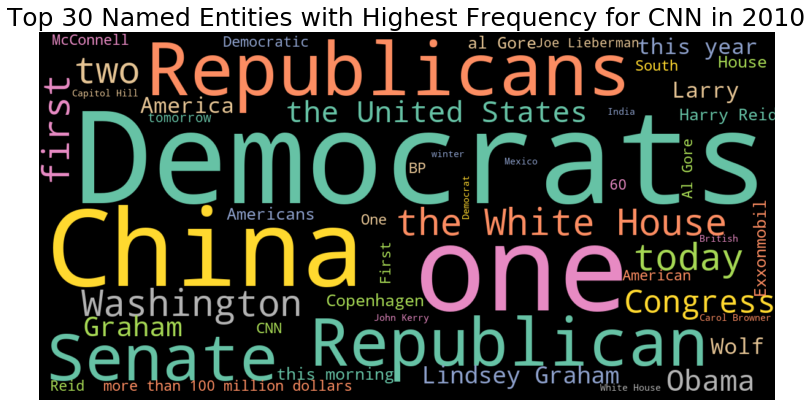 Top 30 Named Entities with Highest Frequency for CNN in 2010
McConnell
Democratic
al Gore
Joe Lieberman
this year
two
Republicans
South
House
Capitol Hill
first
America
tomorrow
the United States
Larry
India
Harry Reid
Democrats
BP
winter
Mexico
60
Al Gore
Democrat
China
Americans
One
the White House
British
Exxonmobil
one
First
today
American
Washington
Copenhagen
Congress
Graham
CNN
John Kerry
Carol Browner
Senate
Republican
Wolf
this morning
Lindsey Graham
Obama
Reid
more than 100 million dollars
White House